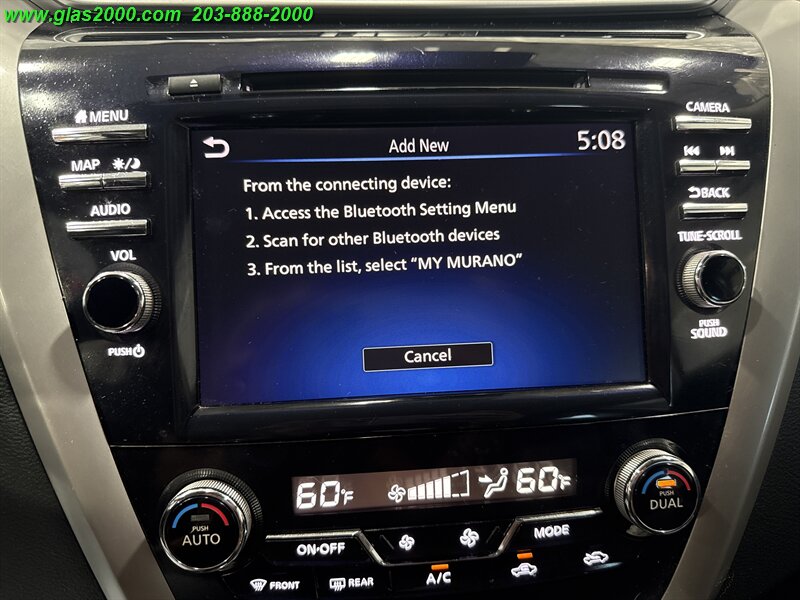 www.glas2000.com 203-888-2000
MENU
CAMERA
MAP
AUDIO
BACK
VOL
TUNE·SCROLL
PUSH
PUSH
SOUND
Add New
5:08
From the connecting device:
1. Access the Bluetooth Setting Menu
2. Scan for other Bluetooth devices
3. From the list, select “MY MURANO”
Cancel
60°F
60°F
PUSH
AUTO
PUSH
DUAL
ON·OFF
MODE
FRONT
REAR
A/C